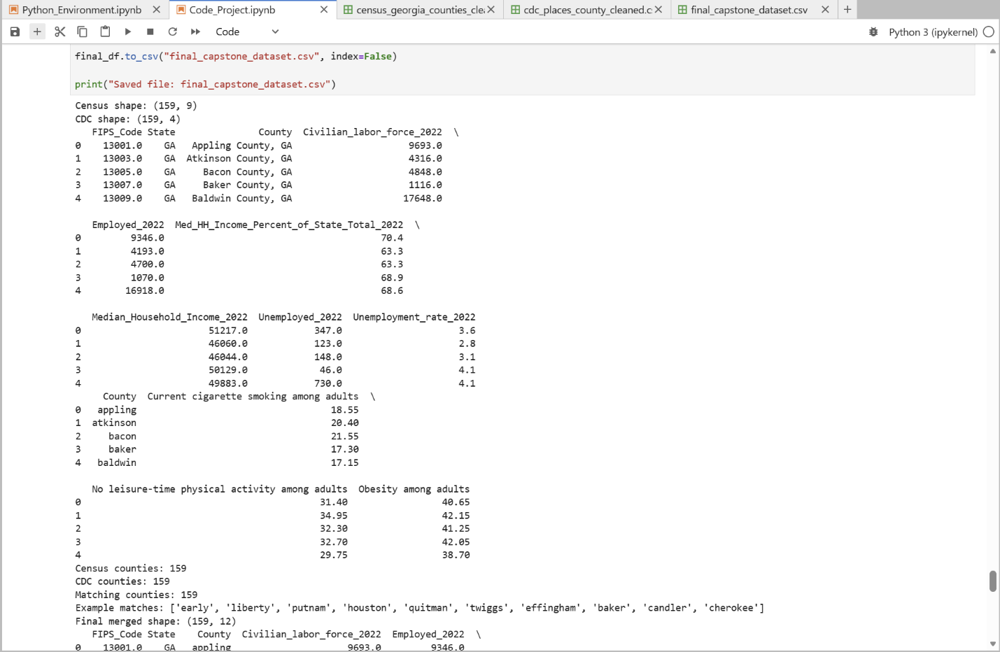 Python_Environment.ipynb
Code_Project.ipynb
census_georgia_counties_cle
cdc_places_county_cleaned.c
final_capstone_dataset.csv
Code
Python 3 (ipykernel)
final_df.to_csv("final_capstone_dataset.csv", index=False)
print("Saved file: final_capstone_dataset.csv")
Census shape: (159, 9)
CDC shape: (159, 4)
FIPS_Code State County Civilian_labor_force_2022 \
0 13001.0 GA Appling County, GA 9693.0
1 13003.0 GA Atkinson County, GA 4316.0
2 13005.0 GA Bacon County, GA 4848.0
3 13007.0 GA Baker County, GA 1116.0
4 13009.0 GA Baldwin County, GA 17648.0
Employed_2022 Med_HH_Income_Percent_of_State_Total_2022 \
0 9346.0 70.4
1 4193.0 63.3
2 4700.0 63.3
3 1070.0 68.9
4 16918.0 68.6
Median_Household_Income_2022 Unemployed_2022 Unemployment_rate_2022
0 51217.0 347.0 3.6
1 46060.0 123.0 2.8
2 46044.0 148.0 3.1
3 50129.0 46.0 4.1
4 49883.0 730.0 4.1
County Current cigarette smoking among adults \
0 appling 18.55
1 atkinson 20.40
2 bacon 21.55
3 baker 17.30
4 baldwin 17.15
No leisure-time physical activity among adults Obesity among adults
0 31.40 40.65
1 34.95 42.15
2 32.30 41.25
3 32.70 42.05
4 29.75 38.70
Census counties: 159
CDC counties: 159
Matching counties: 159
Example matches: ['early', 'liberty', 'putnam', 'houston', 'quitman', 'twiggs', 'effingham', 'baker', 'candler', 'cherokee']
Final merged shape: (159, 12)
FIPS_Code State County Civilian_labor_force_2022 Employed_2022 \
0 13001.0 GA appling 9693.0 9346.0